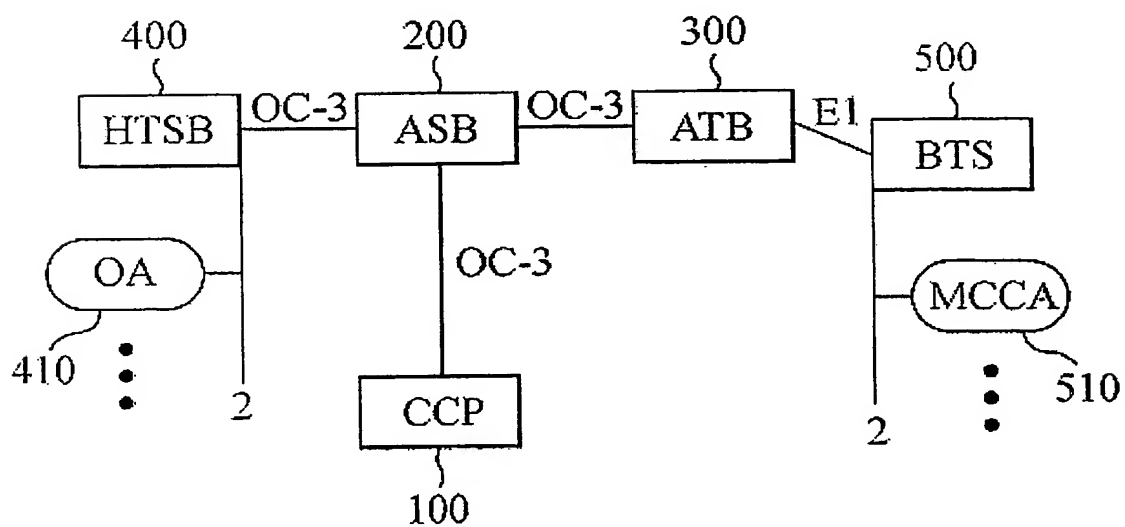 400
200
300
500
HTSB
OC-3
ASB
OC-3
ATB
E1
BTS
OA
OC-3
MCCA
410
510
2
CCP
2
100